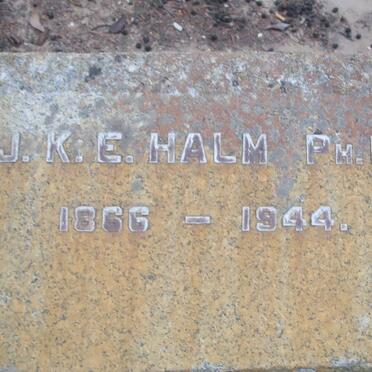 J. K. E. HALM PH.
1866 — 1944.